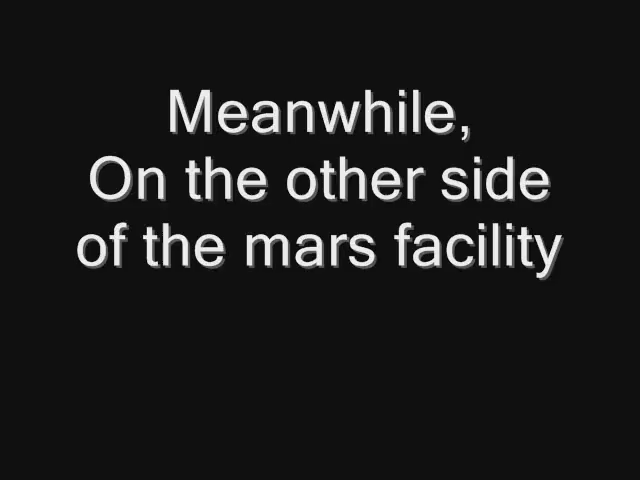 Meanwhile,
On the other side
of the mars facility